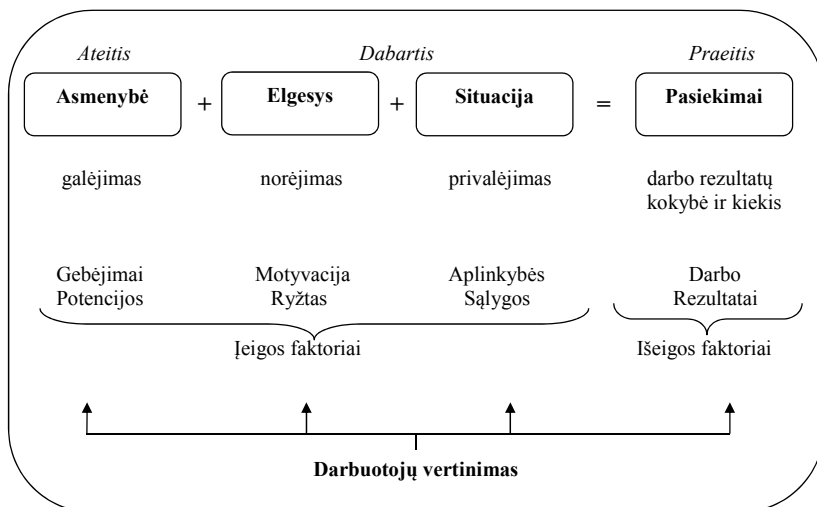 Ateitis Dabartis Praeitis
Asmenybė + Elgesys + Situacija = Pasiekimai
galėjimas norėjimas privalėjimas darbo rezultatų
kokybė ir kiekis
Gebėjimai Motyvacija Aplinkybės Darbo
Potencijos Ryžtas Sąlygos Rezultatai
Įeigos faktoriai Išeigos faktoriai
Darbuotojų vertinimas